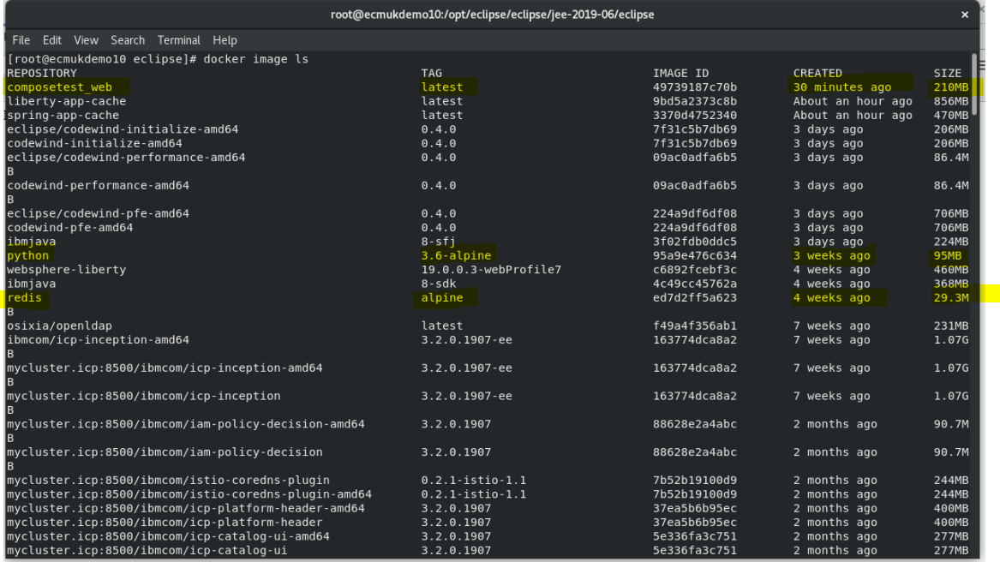 root@ecmukdemo10:/opt/eclipse/eclipse/jee-2019-06/eclipse ×
File Edit View Search Terminal Help
[root@ecmukdemo10 eclipse]# docker image ls
REPOSITORY TAG IMAGE ID CREATED SIZE
composetest_web latest 49739187c70b 30 minutes ago 210MB
liberty-app-cache latest 9bd5a2373c8b About an hour ago 856MB
spring-app-cache latest 3370d4752340 About an hour ago 470MB
eclipse/codewind-initialize-amd64 0.4.0 7f31c5b7db69 3 days ago 206MB
codewind-initialize-amd64 0.4.0 7f31c5b7db69 3 days ago 206MB
eclipse/codewind-performance-amd64 0.4.0 09ac0adfa6b5 3 days ago 86.4M
B
codewind-performance-amd64 0.4.0 09ac0adfa6b5 3 days ago 86.4M
B
eclipse/codewind-pfe-amd64 0.4.0 224a9df6df08 3 days ago 706MB
codewind-pfe-amd64 0.4.0 224a9df6df08 3 days ago 706MB
ibmjava 8-sfj 3f02fdb0ddc5 3 days ago 224MB
python 3.6-alpine 95a9e476c634 3 weeks ago 95MB
websphere-liberty 19.0.0.3-webProfile7 c6892fcebf3c 4 weeks ago 460MB
ibmjava 8-sdk 4c49cc45762a 4 weeks ago 368MB
redis alpine ed7d2ff5a623 4 weeks ago 29.3M
B
osixia/openldap latest f49a4f356ab1 7 weeks ago 231MB
ibmcom/icp-inception-amd64 3.2.0.1907-ee 163774dca8a2 7 weeks ago 1.07G
B
mycluster.icp:8500/ibmcom/icp-inception-amd64 3.2.0.1907-ee 163774dca8a2 7 weeks ago 1.07G
B
mycluster.icp:8500/ibmcom/icp-inception 3.2.0.1907-ee 163774dca8a2 7 weeks ago 1.07G
B
mycluster.icp:8500/ibmcom/iam-policy-decision-amd64 3.2.0.1907 88628e2a4abc 2 months ago 90.7M
B
mycluster.icp:8500/ibmcom/iam-policy-decision 3.2.0.1907 88628e2a4abc 2 months ago 90.7M
B
mycluster.icp:8500/ibmcom/istio-coredns-plugin 0.2.1-istio-1.1 7b52b19100d9 2 months ago 244MB
mycluster.icp:8500/ibmcom/istio-coredns-plugin-amd64 0.2.1-istio-1.1 7b52b19100d9 2 months ago 244MB
mycluster.icp:8500/ibmcom/icp-platform-header-amd64 3.2.0.1907 37ea5b6b95ec 2 months ago 400MB
mycluster.icp:8500/ibmcom/icp-platform-header 3.2.0.1907 37ea5b6b95ec 2 months ago 400MB
mycluster.icp:8500/ibmcom/icp-catalog-ui-amd64 3.2.0.1907 5e336fa3c751 2 months ago 277MB
mycluster.icp:8500/ibmcom/icp-catalog-ui 3.2.0.1907 5e336fa3c751 2 months ago 277MB